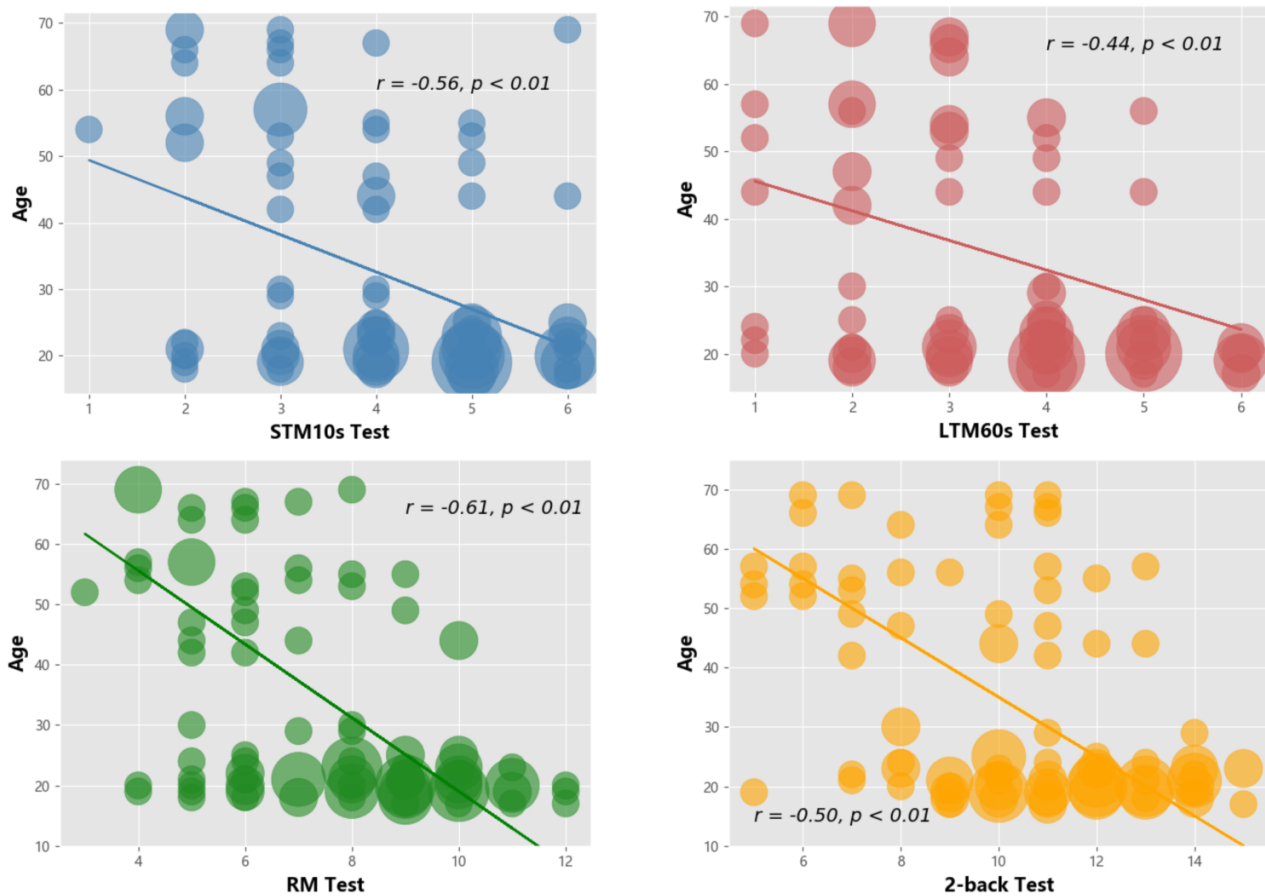 70
60
50
40
30
20
Age
r = -0.56, p < 0.01
1 2 3 4 5 6
STM10s Test
70
60
50
40
30
20
Age
r = -0.44, p < 0.01
1 2 3 4 5 6
LTM60s Test
70
60
50
40
30
20
10
Age
r = -0.61, p < 0.01
4 6 8 10 12
RM Test
70
60
50
40
30
20
10
Age
r = -0.50, p < 0.01
6 8 10 12 14
2-back Test